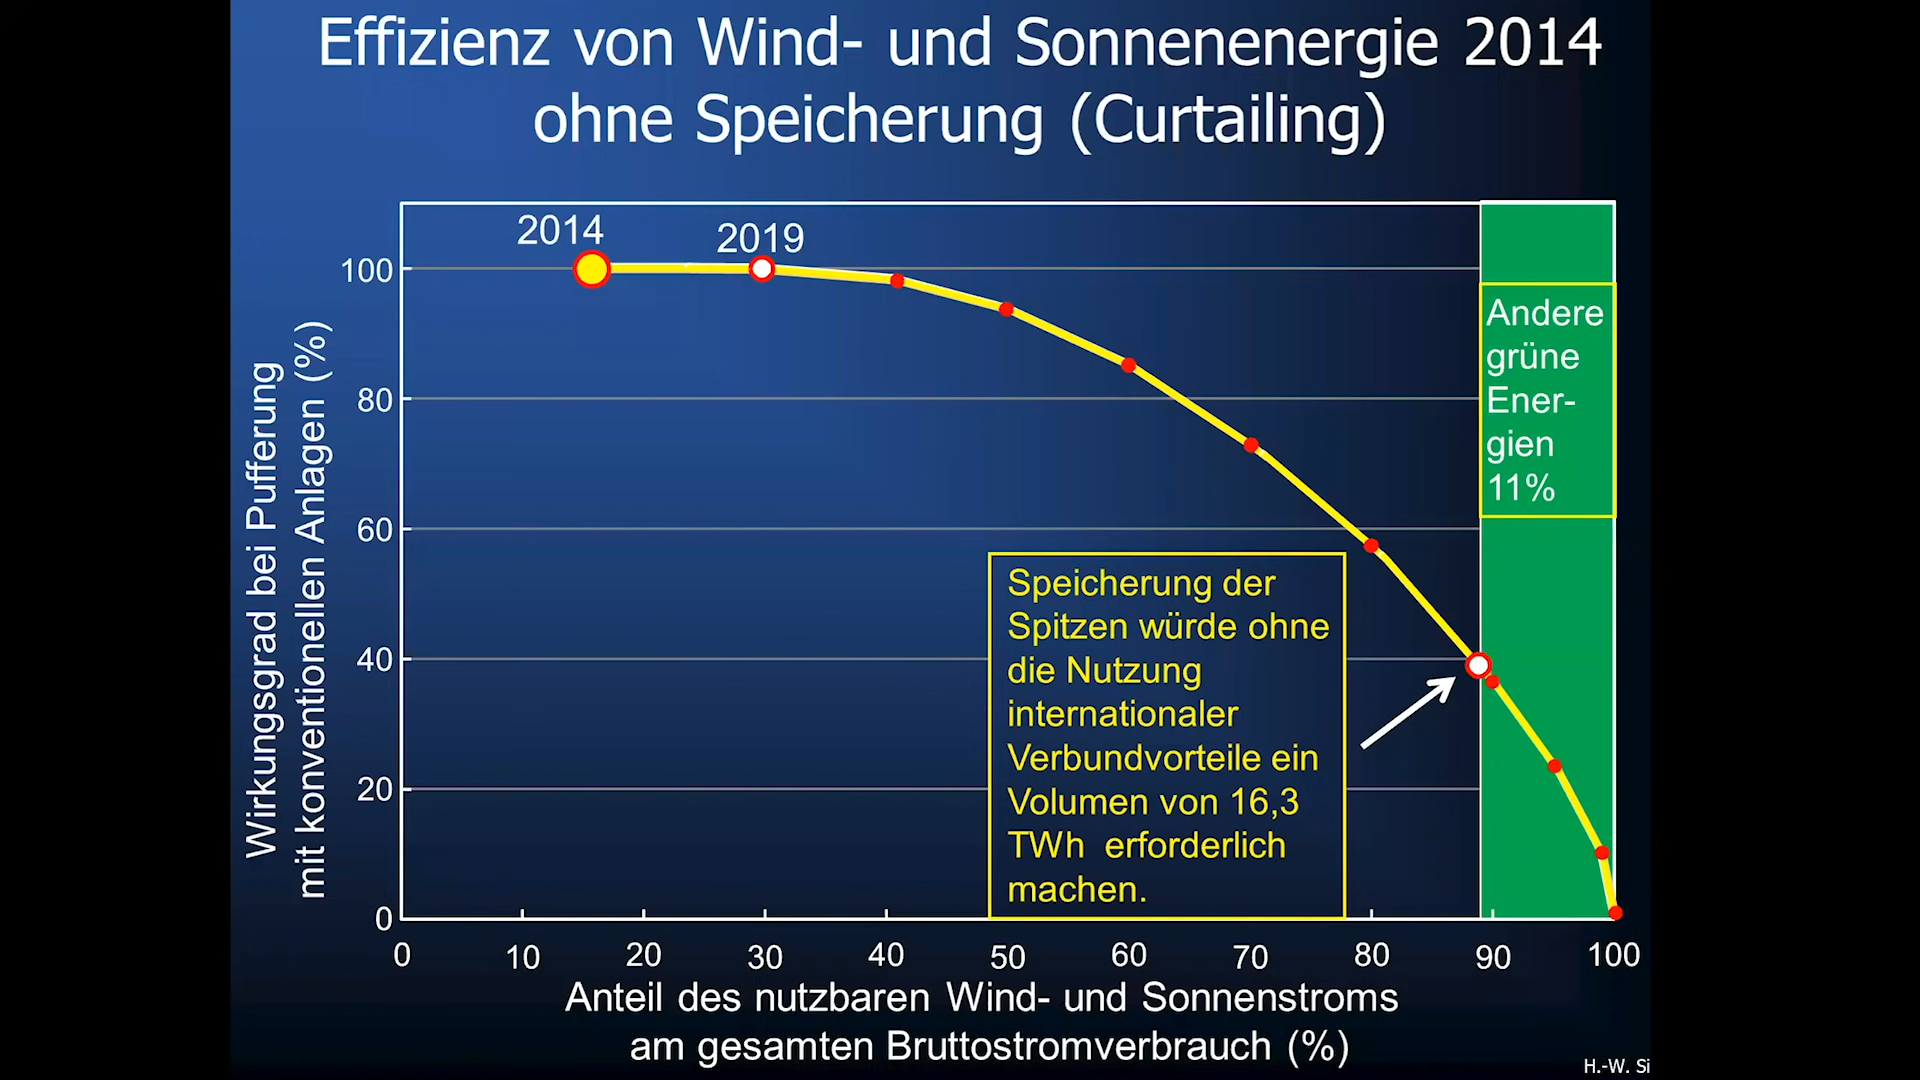 Effizienz von Wind- und Sonnenenergie 2014
ohne Speicherung (Curtailing)
2014
2019
100
80
60
40
20
0
Wirkungsgrad bei Pufferung
mit konventionellen Anlagen (%)
Andere
grüne
Ener-
gien
11%
Speicherung der
Spitzen würde ohne
die Nutzung
internationaler
Verbundvorteile ein
Volumen von 16,3
TWh erforderlich
machen.
0 10 20 30 40 50 60 70 80 90 100
Anteil des nutzbaren Wind- und Sonnenstroms
am gesamten Bruttostromverbrauch (%)
H.-W. Si